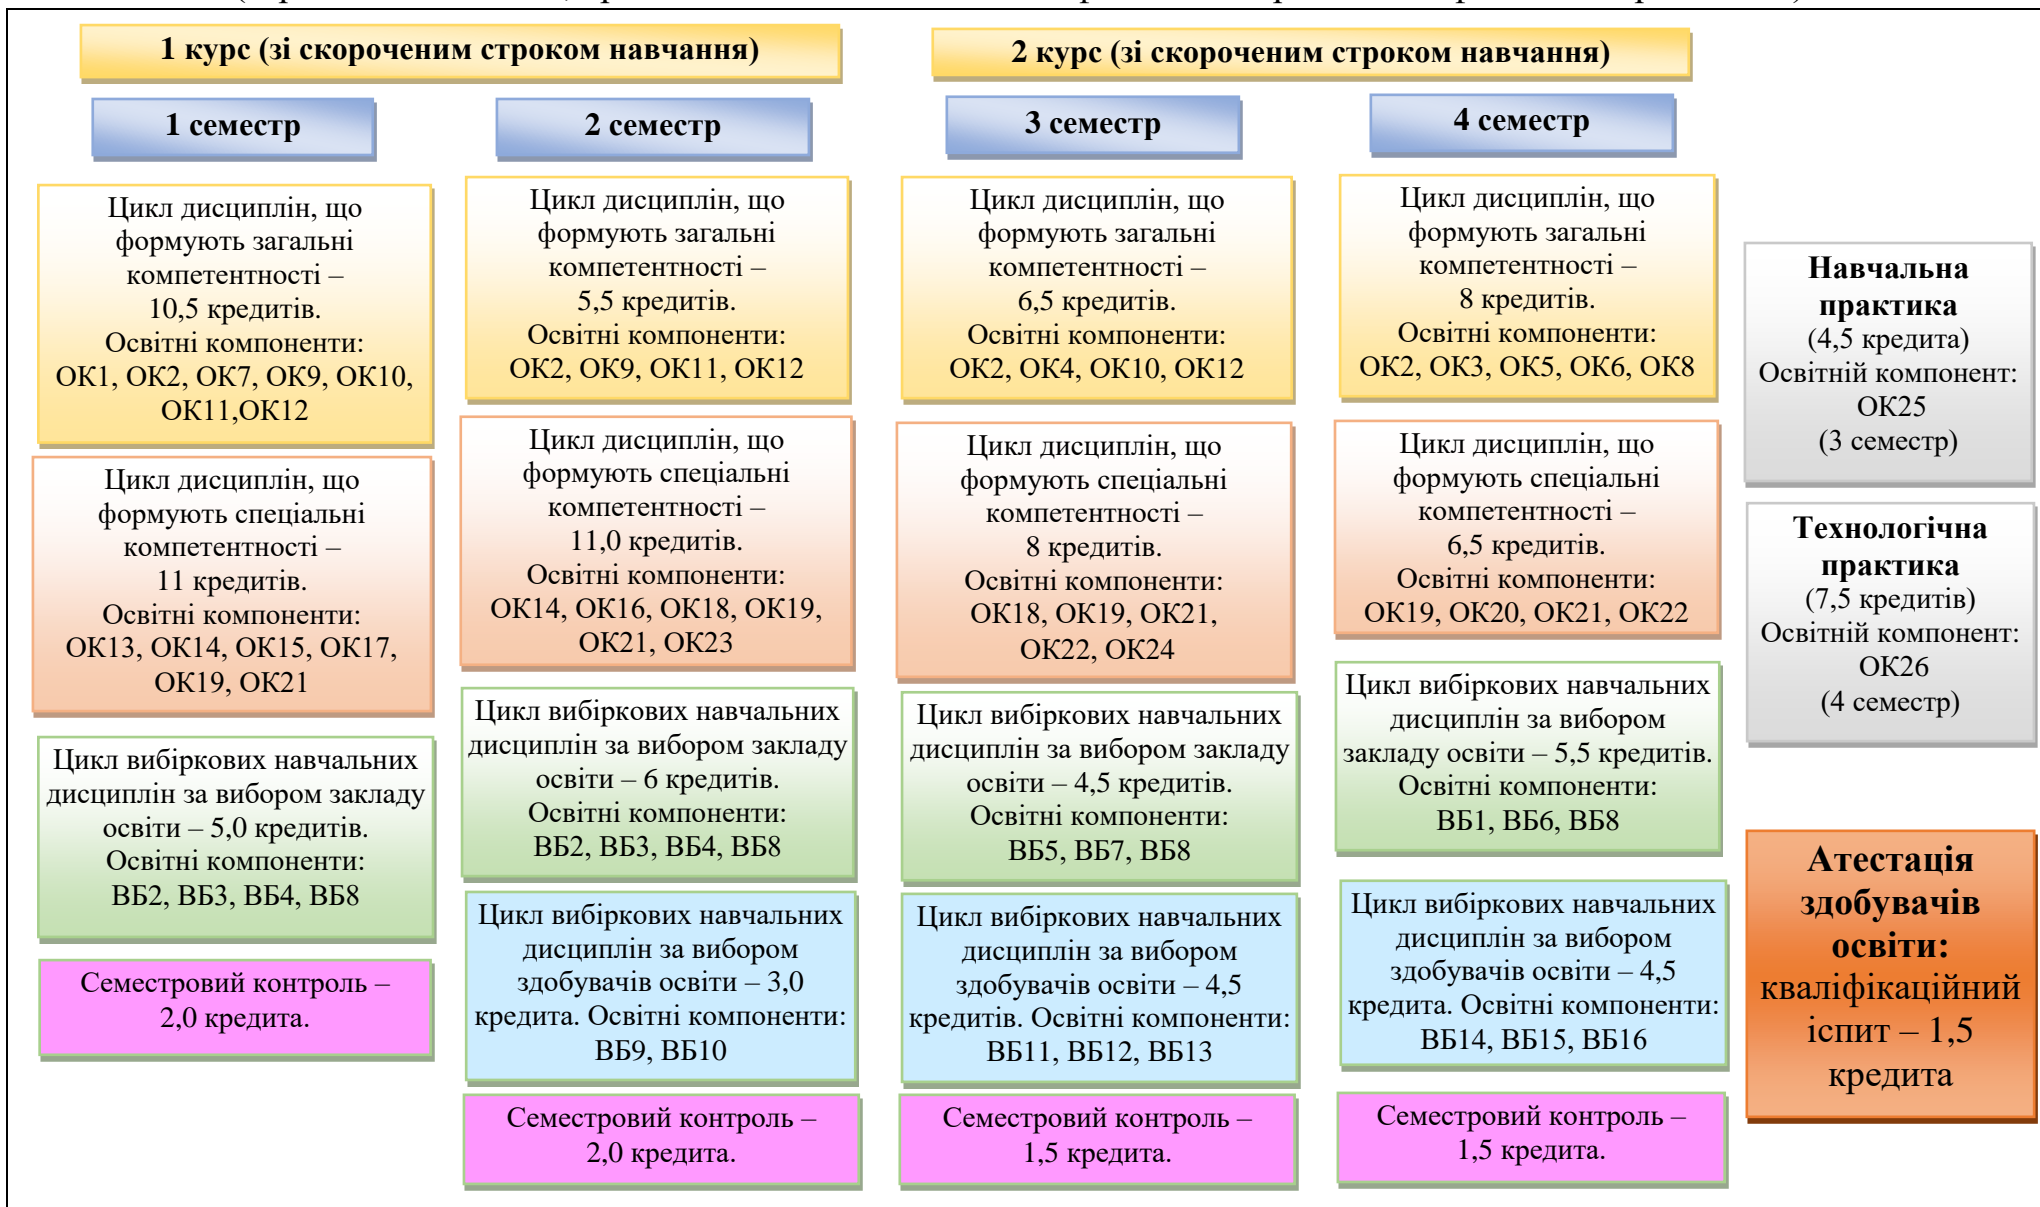 1 курс (зі скороченим строком навчання)
2 курс (зі скороченим строком навчання)
1 семестр
2 семестр
3 семестр
4 семестр
Цикл дисциплін, що
формують загальні
компетентності –
10,5 кредитів.
Освітні компоненти:
ОК1, ОК2, ОК7, ОК9, ОК10,
ОК11,ОК12
Цикл дисциплін, що
формують спеціальні
компетентності –
11 кредитів.
Освітні компоненти:
ОК13, ОК14, ОК15, ОК17,
ОК19, ОК21
Цикл вибіркових навчальних
дисциплін за вибором закладу
освіти – 5,0 кредитів.
Освітні компоненти:
ВБ2, ВБ3, ВБ4, ВБ8
Семестровий контроль –
2,0 кредита.
Цикл дисциплін, що
формують загальні
компетентності –
5,5 кредитів.
Освітні компоненти:
ОК2, ОК9, ОК11, ОК12
Цикл дисциплін, що
формують спеціальні
компетентності –
11,0 кредитів.
Освітні компоненти:
ОК14, ОК16, ОК18, ОК19,
ОК21, ОК23
Цикл вибіркових навчальних
дисциплін за вибором закладу
освіти – 6 кредитів.
Освітні компоненти:
ВБ2, ВБ3, ВБ4, ВБ8
Цикл вибіркових навчальних
дисциплін за вибором
здобувачів освіти – 3,0
кредита. Освітні компоненти:
ВБ9, ВБ10
Семестровий контроль –
2,0 кредита.
Цикл дисциплін, що
формують загальні
компетентності –
6,5 кредитів.
Освітні компоненти:
ОК2, ОК4, ОК10, ОК12
Цикл дисциплін, що
формують спеціальні
компетентності –
8 кредитів.
Освітні компоненти:
ОК18, ОК19, ОК21,
ОК22, ОК24
Цикл вибіркових навчальних
дисциплін за вибором закладу
освіти – 4,5 кредитів.
Освітні компоненти:
ВБ5, ВБ7, ВБ8
Цикл вибіркових навчальних
дисциплін за вибором
здобувачів освіти – 4,5
кредитів. Освітні компоненти:
ВБ11, ВБ12, ВБ13
Семестровий контроль –
1,5 кредита.
Цикл дисциплін, що
формують загальні
компетентності –
8 кредитів.
Освітні компоненти:
ОК2, ОК3, ОК5, ОК6, ОК8
Цикл дисциплін, що
формують спеціальні
компетентності –
6,5 кредитів.
Освітні компоненти:
ОК19, ОК20, ОК21, ОК22
Цикл вибіркових навчальних
дисциплін за вибором
закладу освіти – 5,5 кредитів.
Освітні компоненти:
ВБ1, ВБ6, ВБ8
Цикл вибіркових навчальних
дисциплін за вибором
здобувачів освіти – 4,5
кредита. Освітні компоненти:
ВБ14, ВБ15, ВБ16
Семестровий контроль –
1,5 кредита.
Навчальна
практика
(4,5 кредита)
Освітній компонент:
ОК25
(3 семестр)
Технологічна
практика
(7,5 кредитів)
Освітній компонент:
ОК26
(4 семестр)
Атестація
здобувачів
освіти:
кваліфікаційний
іспит – 1,5
кредита